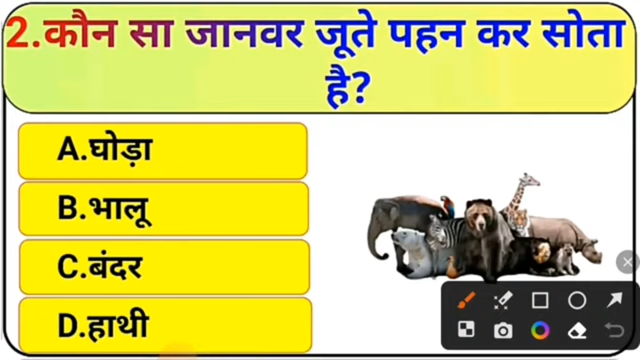 2.कौन सा जानवर जूते पहन कर सोता
है?
A.घोड़ा
B.भालू
C.बंदर
D.हाथी